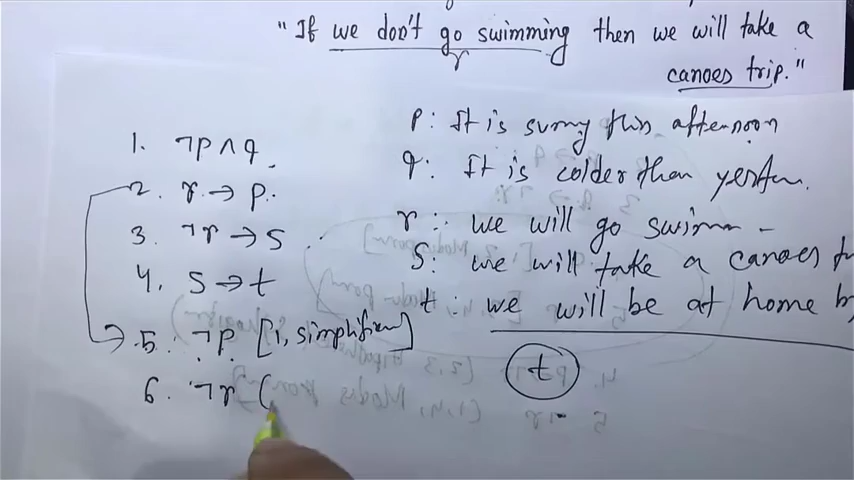 "If we don't go swimming then we will take a
r
canoes trip."
p: It is sunny this afternoon
1. ¬p ∧ q
q: It is colder than
2. r → p.
r: we will go
3. ¬r → s
s: we will take a canoes
4. s → t
t: we will be at home by
5. ¬p [1,
t
6. ¬r (